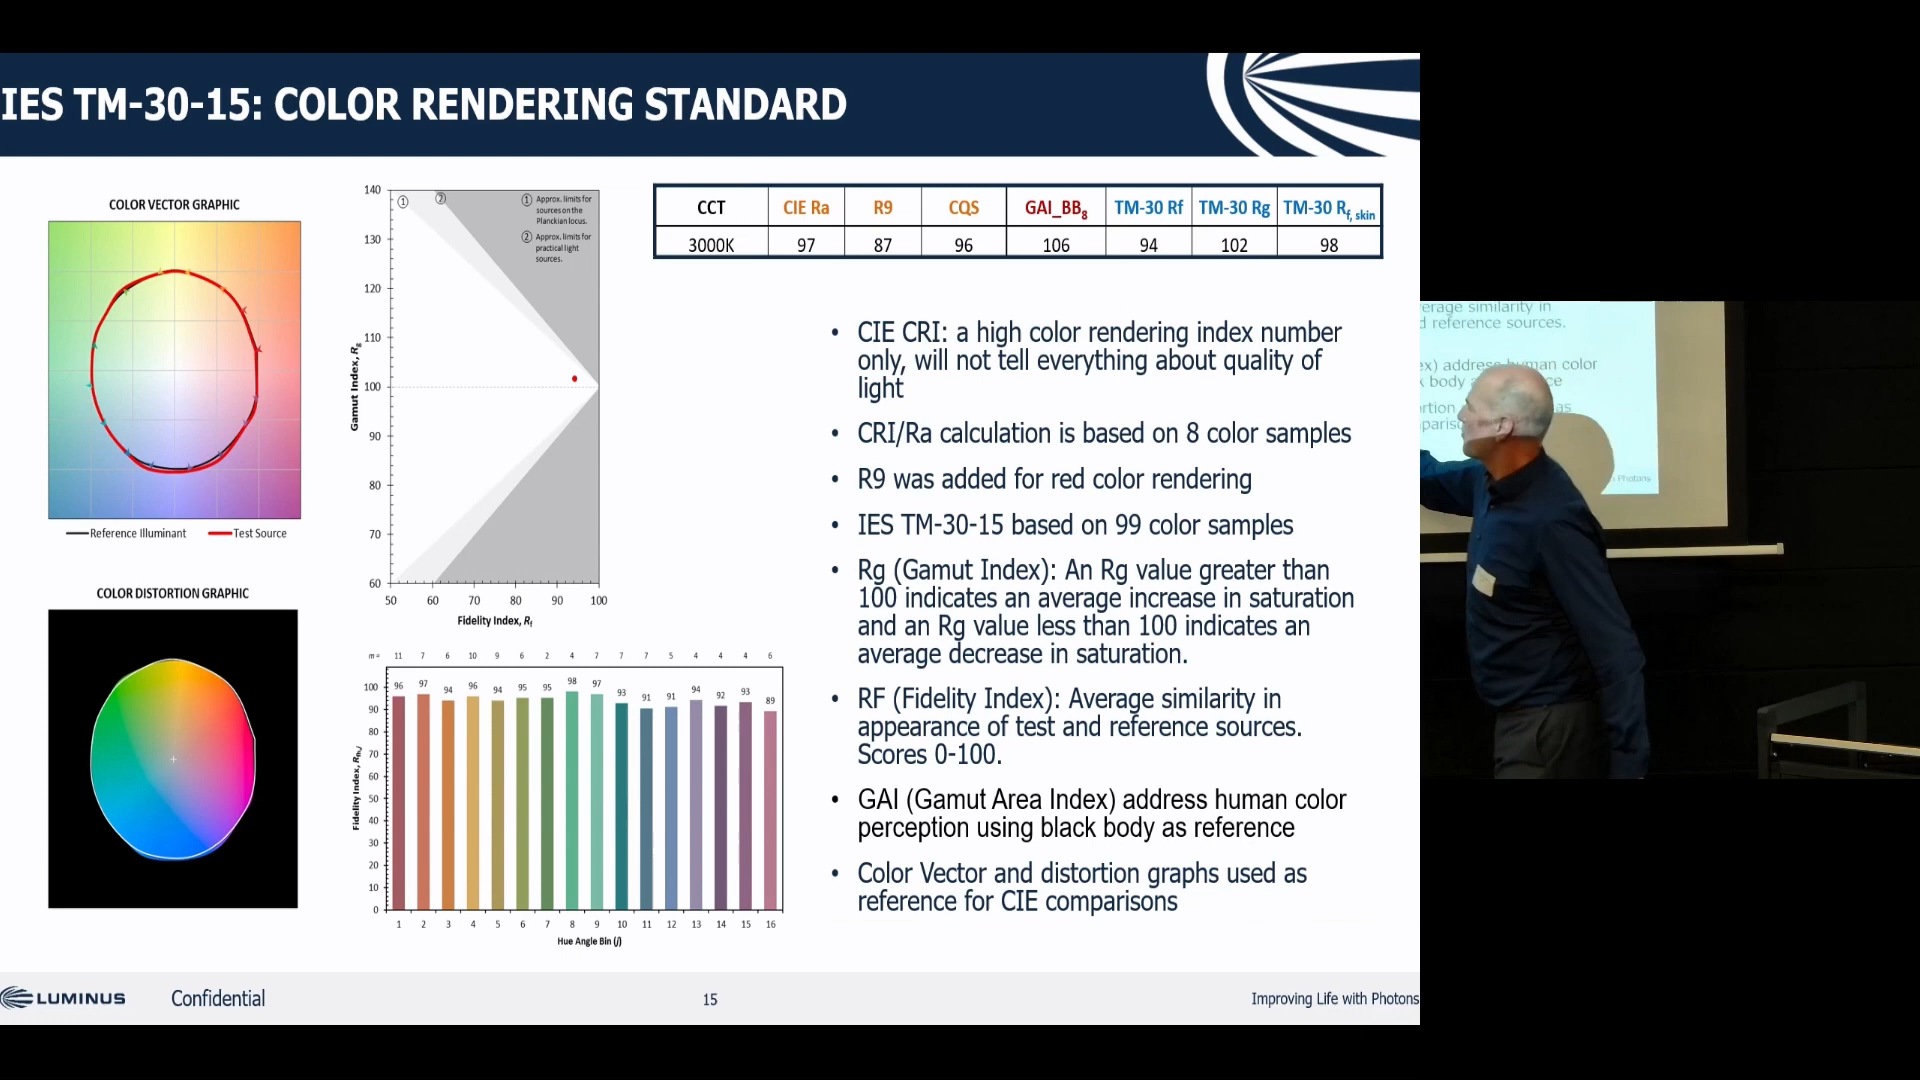 IES TM-30-15: COLOR RENDERING STANDARD
COLOR VECTOR GRAPHIC
Reference Illuminant
Test Source
COLOR DISTORTION GRAPHIC
140
130
120
110
100
90
80
70
60
50 60 70 80 90 100
Gamut Index, Rg
Fidelity Index, Rf
1 2
1 Approx. limits for
sources on the
Planckian locus.
2 Approx. limits for
practical light
sources.
m = 11 7 6 10 9 6 2 4 7 7 7 5 4 4 4 6
96 97 94 96 94 95 95 98 97 93 91 91 94 92 93 89
100
90
80
70
60
50
40
30
20
10
0
1 2 3 4 5 6 7 8 9 10 11 12 13 14 15 16
Hue Angle Bin (j)
CCT CIE Ra R9 CQS GAI_BB8 TM-30 Rf TM-30 Rg TM-30 Rf, skin
3000K 97 87 96 106 94 102 98
• CIE CRI: a high color rendering index number
only, will not tell everything about quality of
light
• CRI/Ra calculation is based on 8 color samples
• R9 was added for red color rendering
• IES TM-30-15 based on 99 color samples
• Rg (Gamut Index): An Rg value greater than
100 indicates an average increase in saturation
and an Rg value less than 100 indicates an
average decrease in saturation.
• RF (Fidelity Index): Average similarity in
appearance of test and reference sources.
Scores 0-100.
• GAI (Gamut Area Index) address human color
perception using black body as reference
• Color Vector and distortion graphs used as
reference for CIE comparisons
LUMINUS
Confidential
15
Improving Life with Photons
erage similarity in
d reference sources.
ex) address human color
body
as
Photons